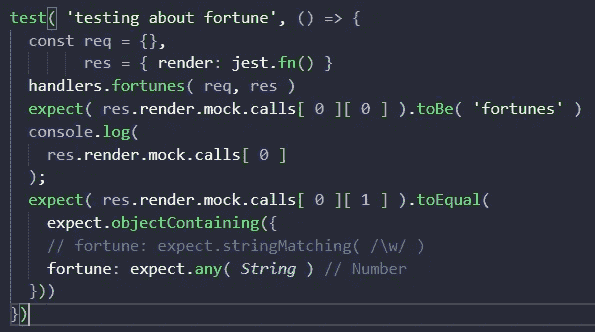 test( 'testing about fortune', () => {
const req = {},
res = { render: jest.fn() }
handlers.fortunes( req, res )
expect( res.render.mock.calls[ 0 ][ 0 ] ).toBe( 'fortunes' )
console.log(
res.render.mock.calls[ 0 ]
);
expect( res.render.mock.calls[ 0 ][ 1 ] ).toEqual(
expect.objectContaining({
// fortune: expect.stringMatching( /\w/ )
fortune: expect.any( String ) // Number
}))
})